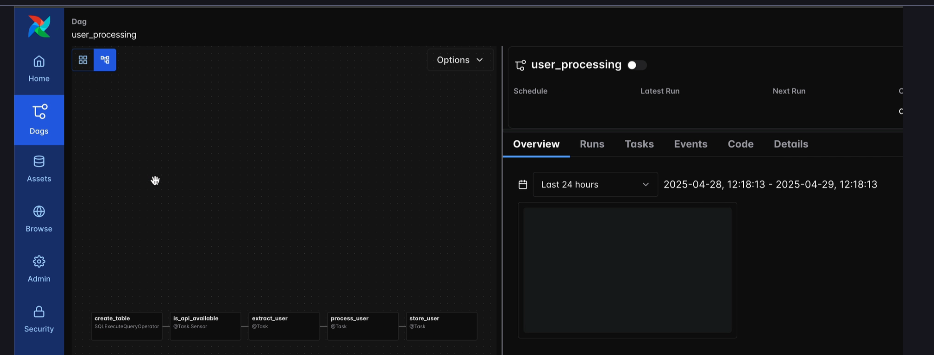 Dag
user_processing
Options
Home
Dags
Assets
Browse
Admin
Security
create_table
SQLExecuteQueryOperator
is_api_available
@Task.Sensor
extract_user
@Task
process_user
@Task
store_user
@Task
user_processing
Schedule Latest Run Next Run
Overview Runs Tasks Events Code Details
Last 24 hours 2025-04-28, 12:18:13 - 2025-04-29, 12:18:13